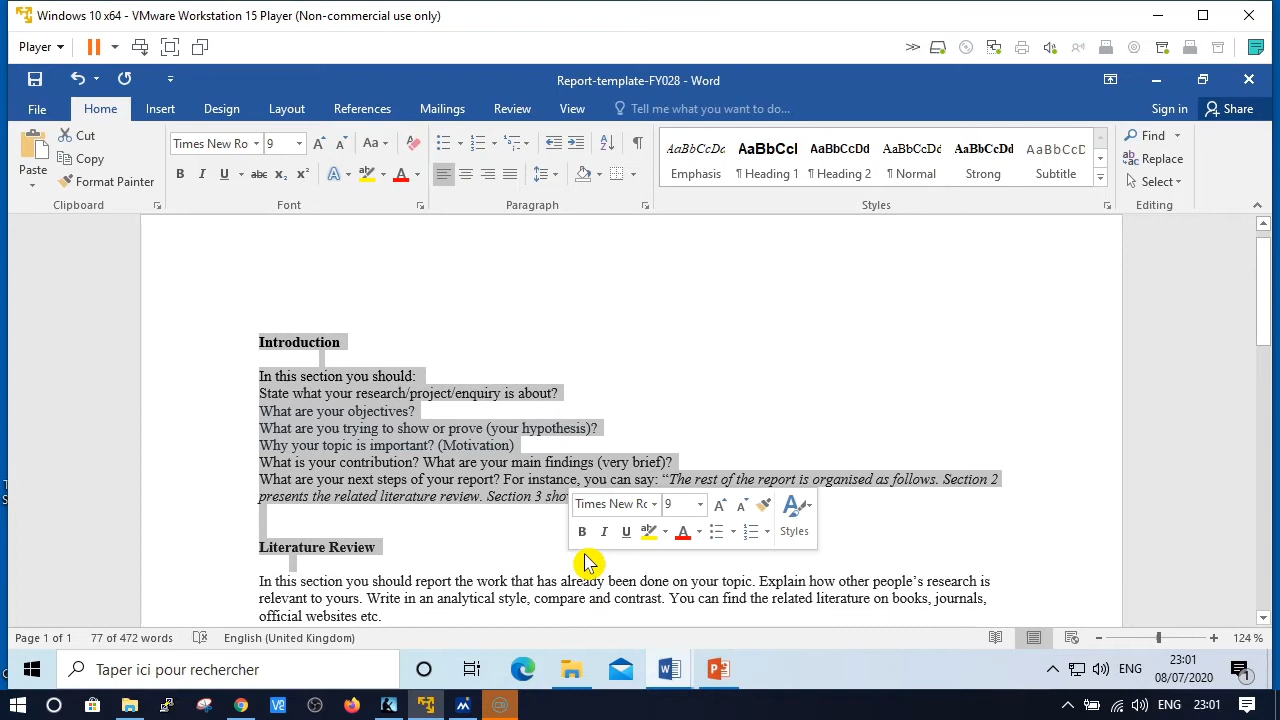 Windows 10 x64 - VMware Workstation 15 Player (Non-commercial use only)
Player
Report-template-FY028 - Word
File Home Insert Design Layout References Mailings Review View Tell me what you want to do... Sign in Share
Paste
Cut
Copy
Format Painter
Clipboard
Times New Ro 9
Aa
B I U abc x₂ x² A A
Font
Paragraph
AaBbCcDa AaBbCcI AaBbCcDd AaBbCcDd AaBbCcDd AaBbCcDc
Emphasis ¶ Heading 1 ¶ Heading 2 ¶ Normal Strong Subtitle
Styles
Find
Replace
Select
Editing
Introduction
In this section you should:
State what your research/project/enquiry is about?
What are your objectives?
What are you trying to show or prove (your hypothesis)?
Why your topic is important? (Motivation)
What is your contribution? What are your main findings (very brief)?
What are your next steps of your report? For instance, you can say: “The rest of the report is organised as follows. Section 2
presents the related literature review. Section 3 sho
Times New Ro 9
B I U A Styles
Literature Review
In this section you should report the work that has already been done on your topic. Explain how other people’s research is
relevant to yours. Write in an analytical style, compare and contrast. You can find the related literature on books, journals,
official websites etc.
Page 1 of 1 77 of 472 words English (United Kingdom) 124 %
Taper ici pour rechercher
ENG
23:01
08/07/2020
1
ENG 23:01